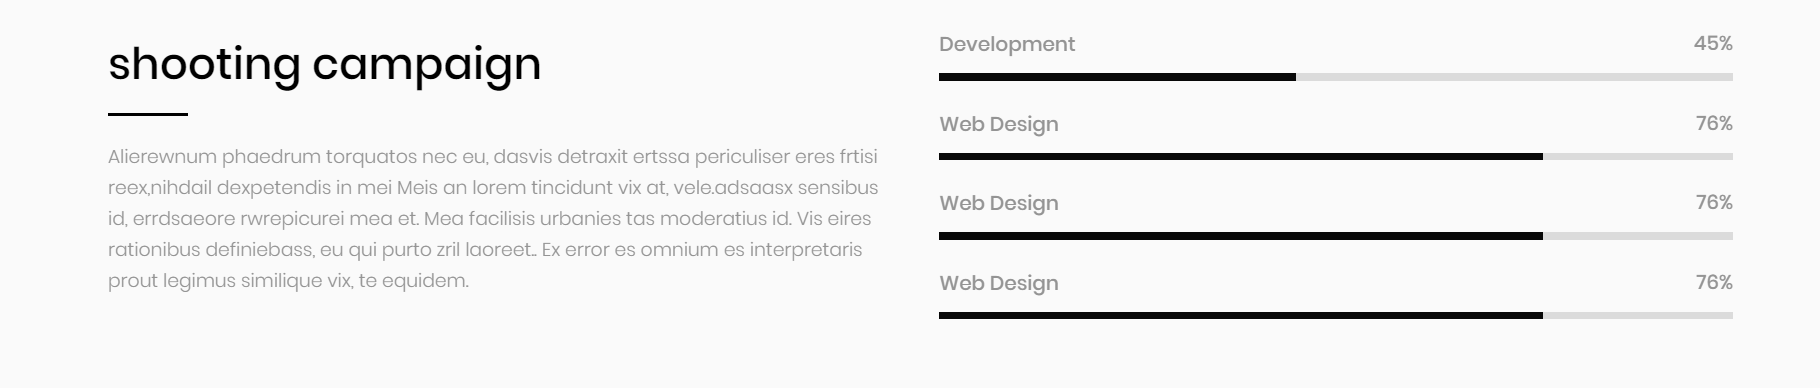 shooting campaign
Alierewnum phaedrum torquatos nec eu, dasvis detraxit ertssa periculiser eres frtisi
reex,nihdail dexpetendis in mei Meis an lorem tincidunt vix at, vele.adsaasx sensibus
id, errdsaeore rwrepicurei mea et. Mea facilisis urbanies tas moderatius id. Vis eires
rationibus definiebass, eu qui purto zril laoreet.. Ex error es omnium es interpretaris
prout legimus similique vix, te equidem.
Development 45%
Web Design 76%
Web Design 76%
Web Design 76%